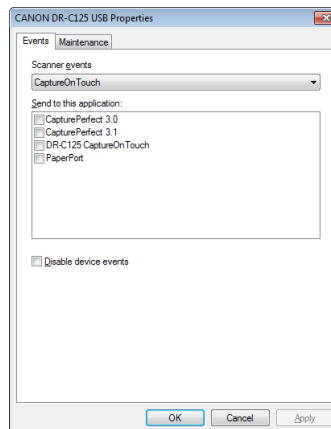 CANON DR-C125 USB Properties
Events Maintenance
Scanner events
CaptureOnTouch
Send to this application:
CapturePerfect 3.0
CapturePerfect 3.1
DR-C125 CaptureOnTouch
PaperPort
Disable device events
OK Cancel Apply